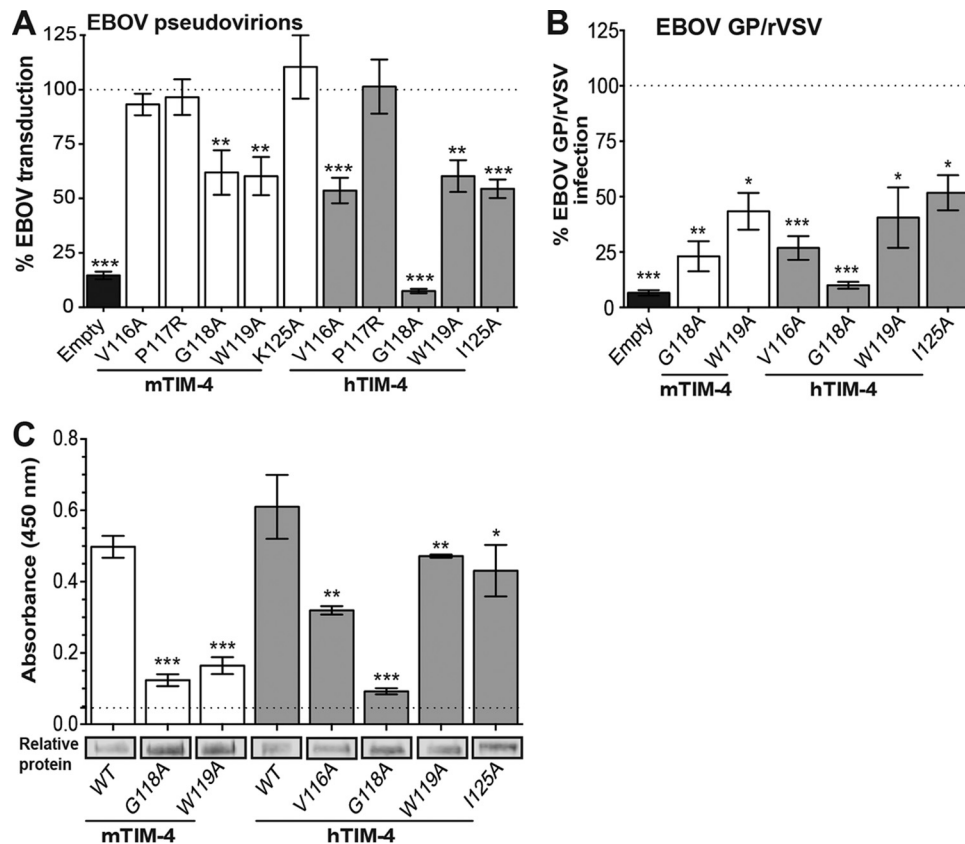 A EBOV pseudovirions
% EBOV transduction
125
100
75
50
25
0
***
**
**
***
***
**
***
Empty
V116A
P117R
G118A
W119A
K125A
V116A
P117R
G118A
W119A
I125A
mTIM-4
hTIM-4
B EBOV GP/rVSV
% EBOV GP/rVSV
infection
125
100
75
50
25
0
***
**
*
***
***
*
*
Empty
G118A
W119A
V116A
G118A
W119A
I125A
mTIM-4
hTIM-4
C
Absorbance (450 nm)
0.8
0.6
0.4
0.2
0.0
***
***
**
***
**
*
Relative
protein
WT
G118A
W119A
WT
V116A
G118A
W119A
I125A
mTIM-4
hTIM-4